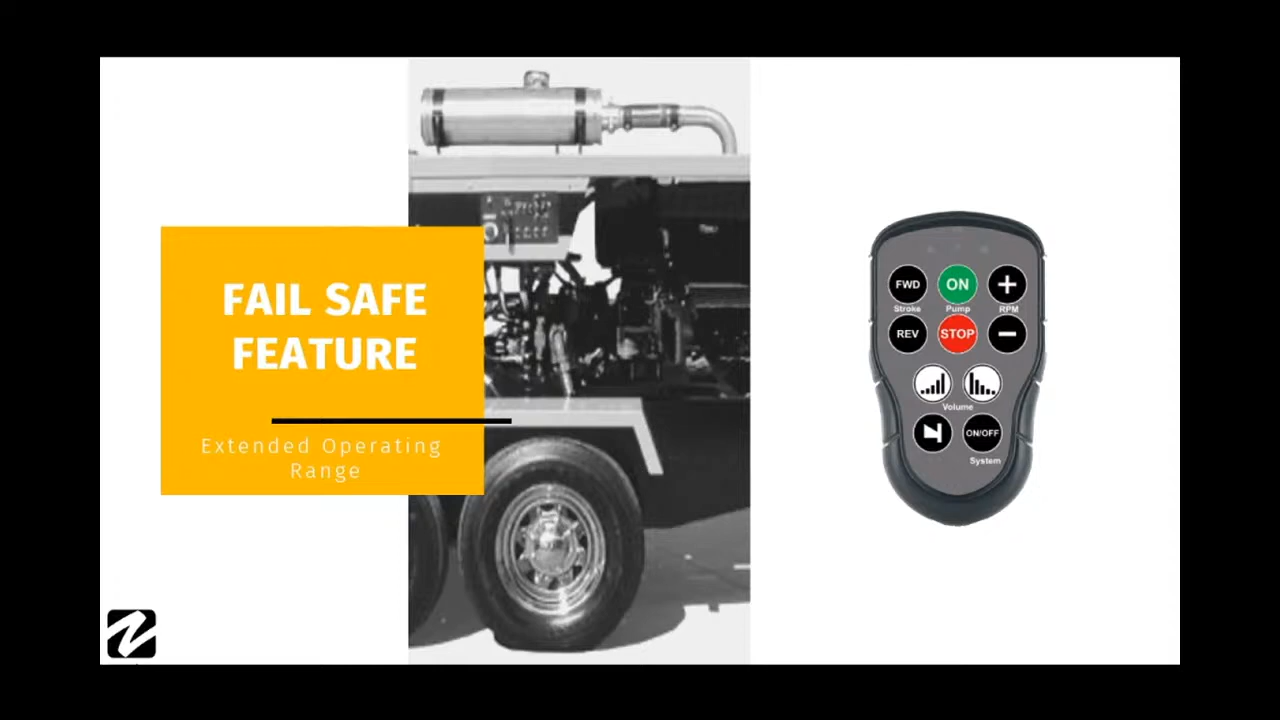 FAIL SAFE
FEATURE
Extended Operating
Range
FWD ON +
Stroke Pump RPM
REV STOP −
Volume
ON/OFF
System